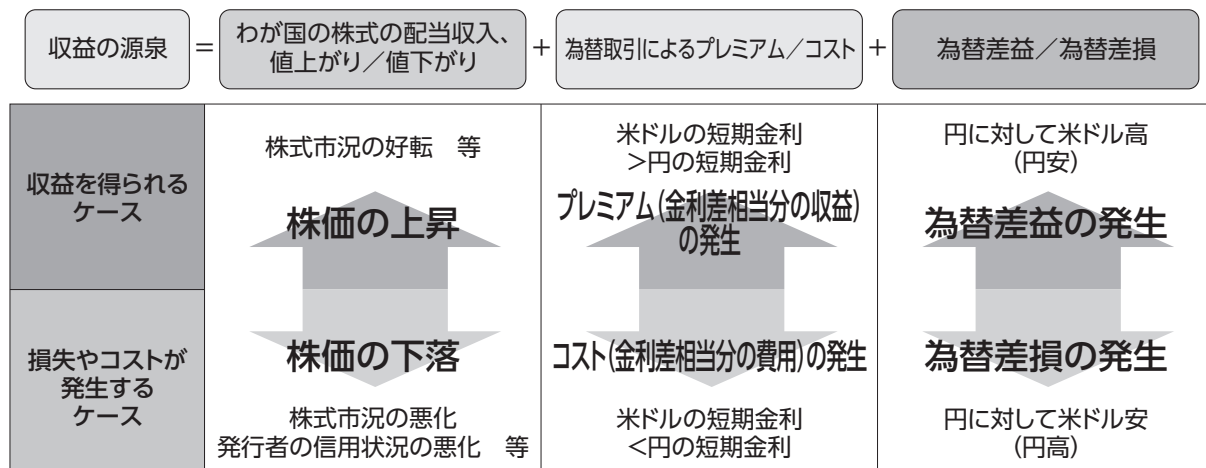 収益の源泉
=
わが国の株式の配当収入、
値上がり／値下がり
+
為替取引によるプレミアム／コスト
+
為替差益／為替差損
収益を得られる
ケース
株式市況の好転　等
株価の上昇
米ドルの短期金利
>円の短期金利
プレミアム(金利差相当分の収益)
の発生
円に対して米ドル高
(円安)
為替差益の発生
損失やコストが
発生する
ケース
株価の下落
株式市況の悪化
発行者の信用状況の悪化　等
コスト(金利差相当分の費用)の発生
米ドルの短期金利
<円の短期金利
為替差損の発生
円に対して米ドル安
(円高)